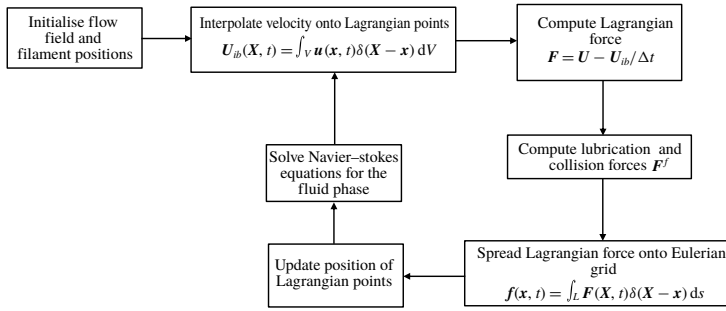 Initialise flow
field and
filament positions
Interpolate velocity onto Lagrangian points
U_ib(X, t) = ∫_V u(x, t)δ(X − x) dV
Compute Lagrangian
force
F = U − U_ib/Δt
Compute lubrication and
collision forces F^f
Spread Lagrangian force onto Eulerian
grid
f(x, t) = ∫_L F(X, t)δ(X − x) ds
Update position of
Lagrangian points
Solve Navier–stokes
equations for the
fluid phase